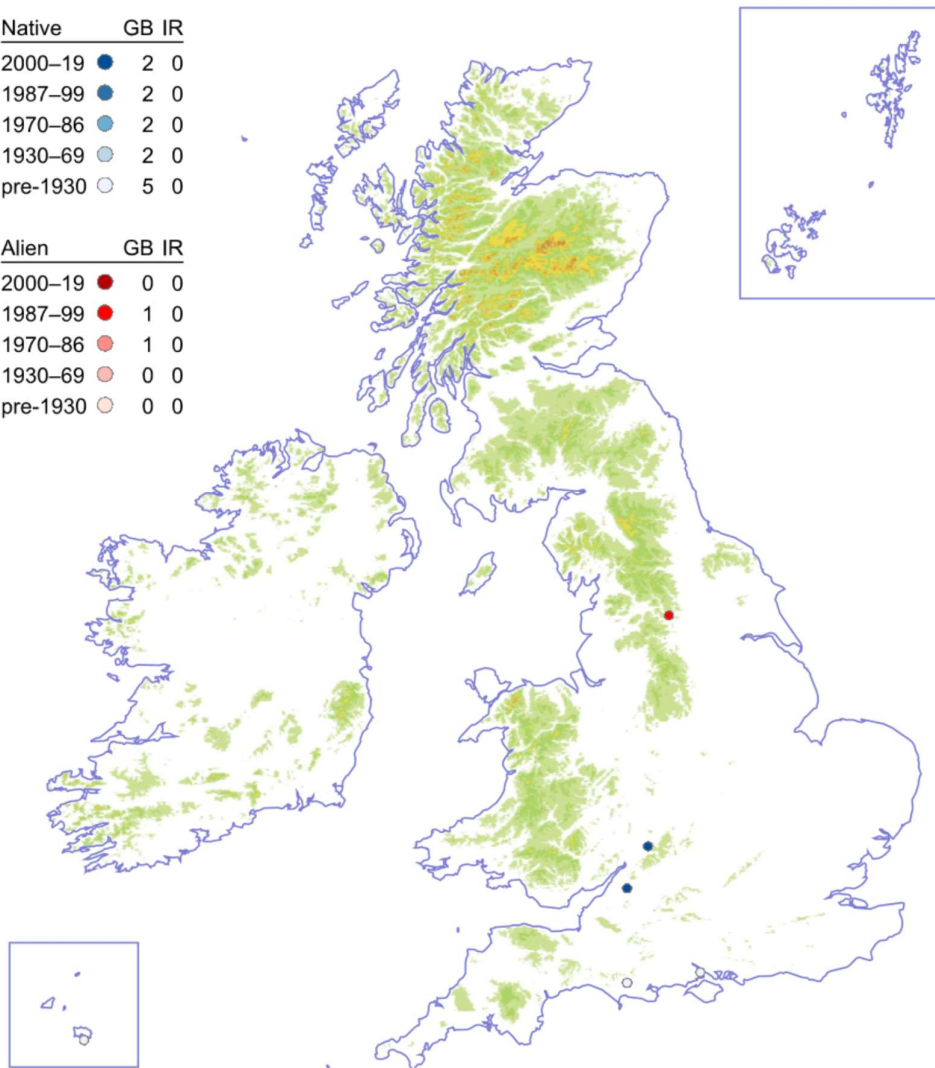 Native GB IR
2000–19 2 0
1987–99 2 0
1970–86 2 0
1930–69 2 0
pre-1930 5 0
Alien GB IR
2000–19 0 0
1987–99 1 0
1970–86 1 0
1930–69 0 0
pre-1930 0 0